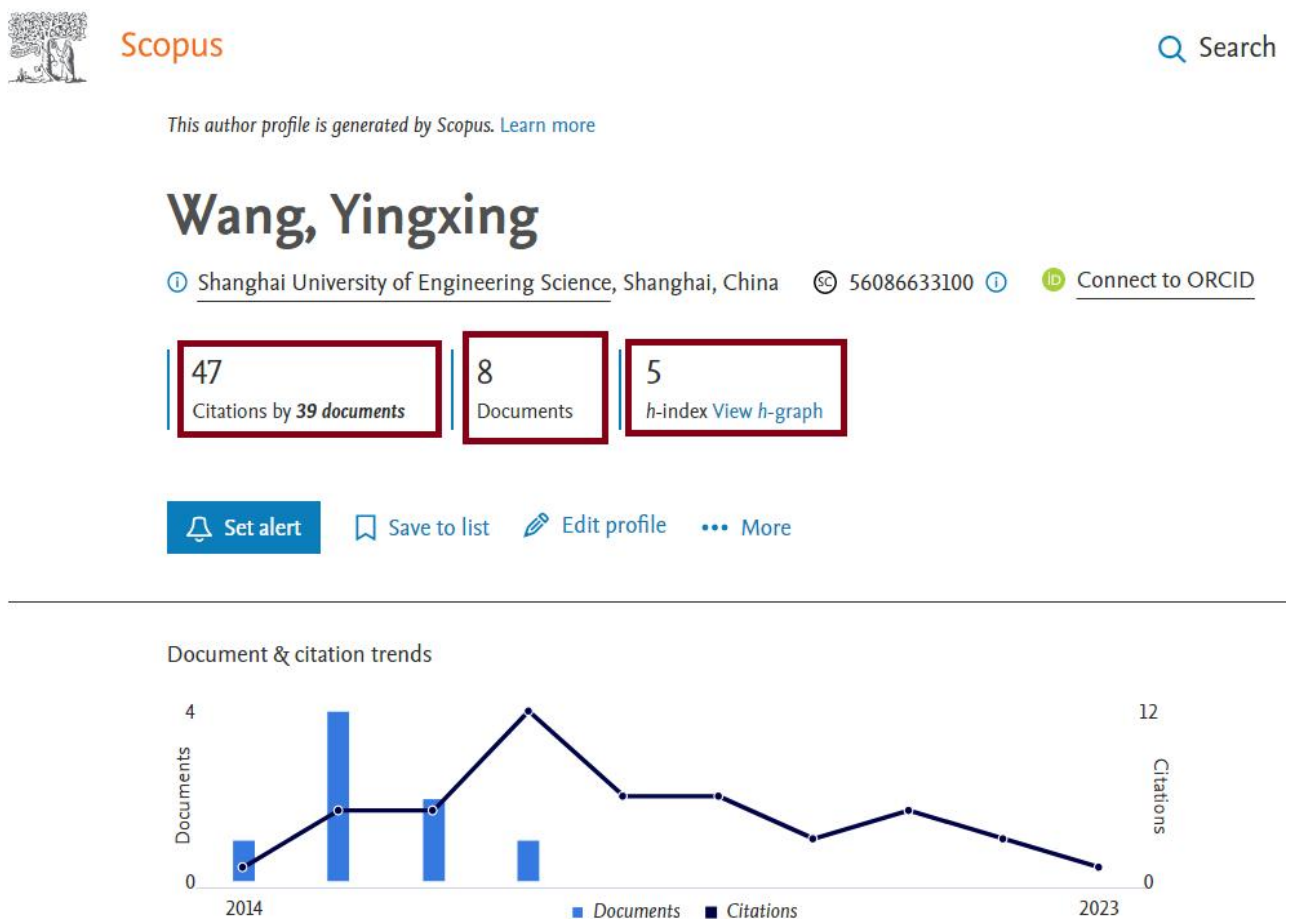 Scopus
Search
This author profile is generated by Scopus. Learn more
Wang, Yingxing
Shanghai University of Engineering Science, Shanghai, China SC 56086633100 iD Connect to ORCID
47
Citations by 39 documents
8
Documents
5
h-index View h-graph
Set alert Save to list Edit profile More
Document & citation trends
4
12
Documents
Citations
0
0
2014
2023
Documents Citations